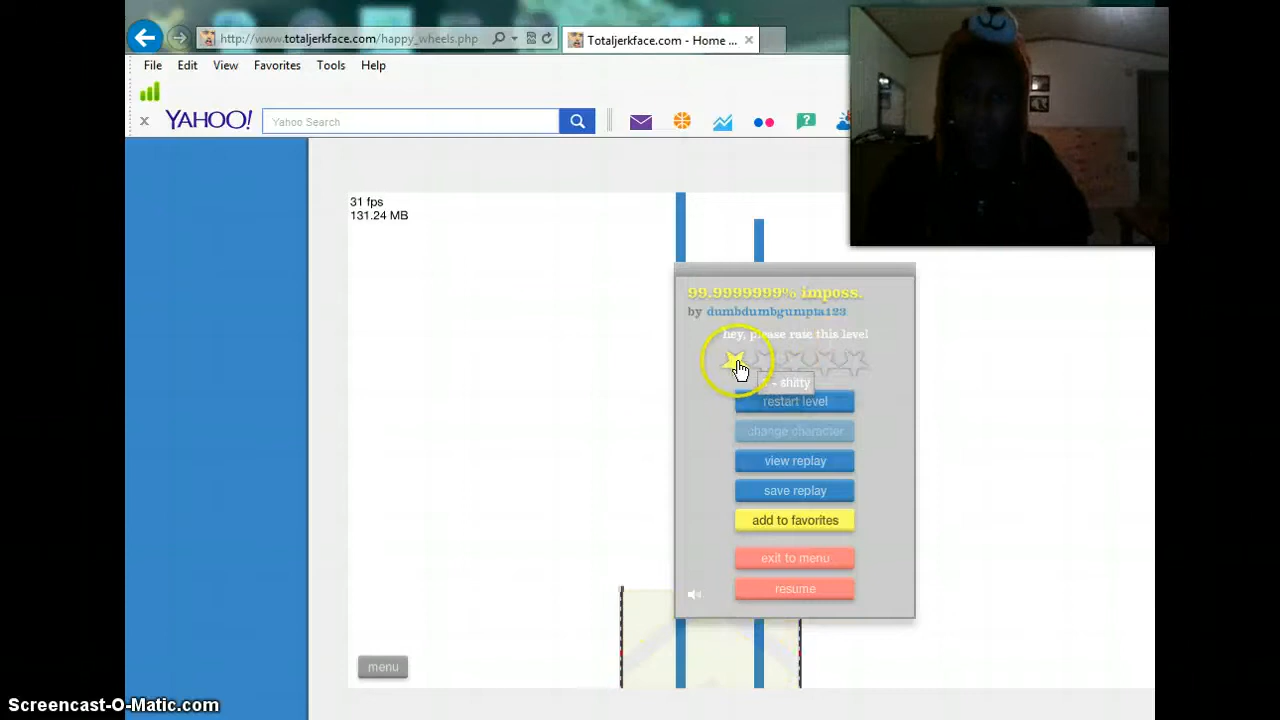 http://www.totaljerkface.com/happy_wheels.php
Totaljerkface.com - Home ...
File Edit View Favorites Tools Help
YAHOO! Yahoo Search
31 fps
131.24 MB
99.9999999% imposs.
by dumbdumbgumpta123
hey, please rate this level
- shitty
restart level
change character
view replay
save replay
add to favorites
exit to menu
resume
menu
Screencast-O-Matic.com